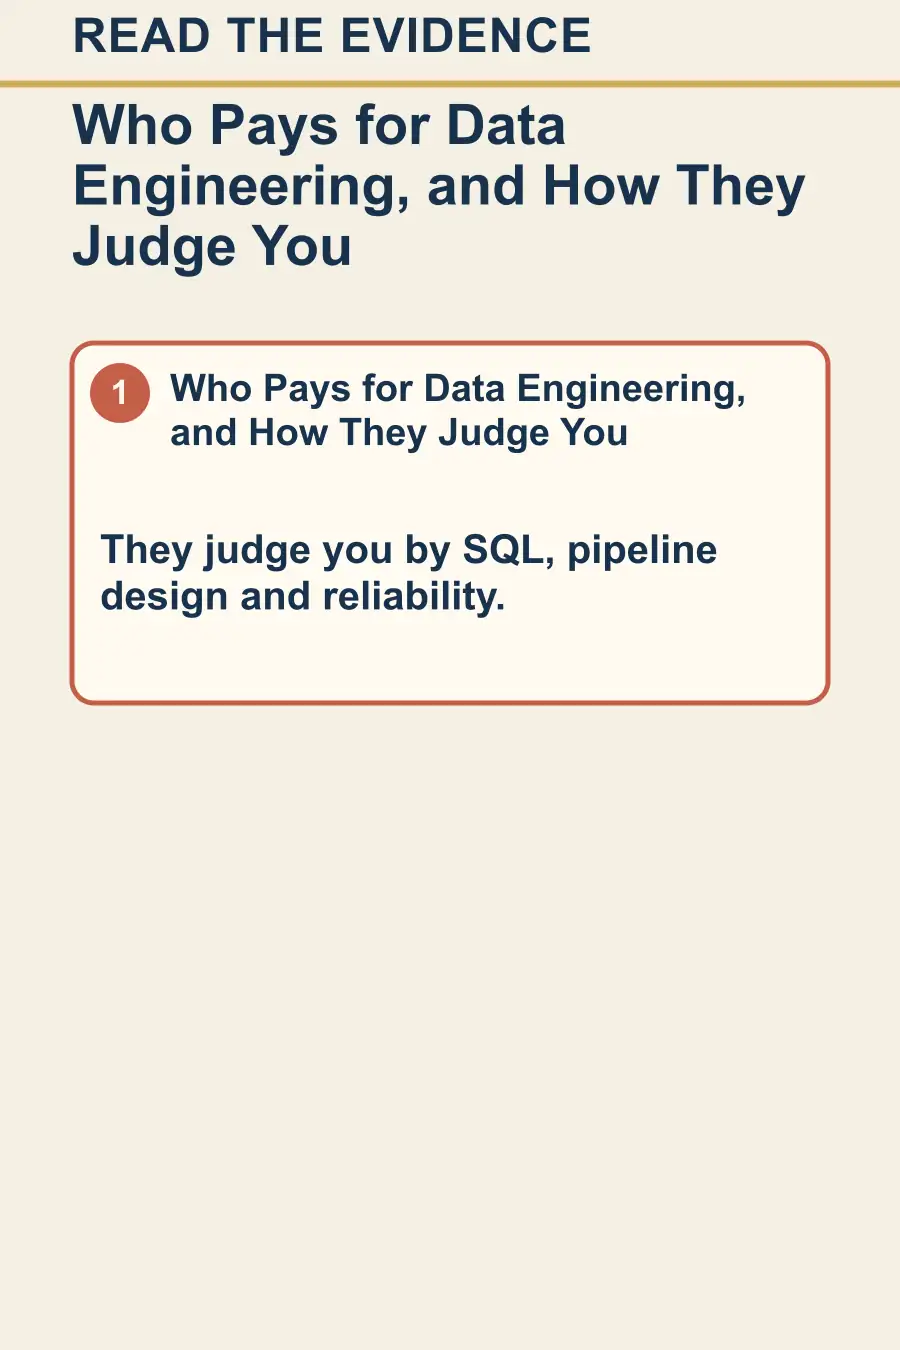 READ THE EVIDENCE
Who Pays for Data
Engineering, and How They
Judge You
1
Who Pays for Data Engineering,
and How They Judge You
They judge you by SQL, pipeline
design and reliability.